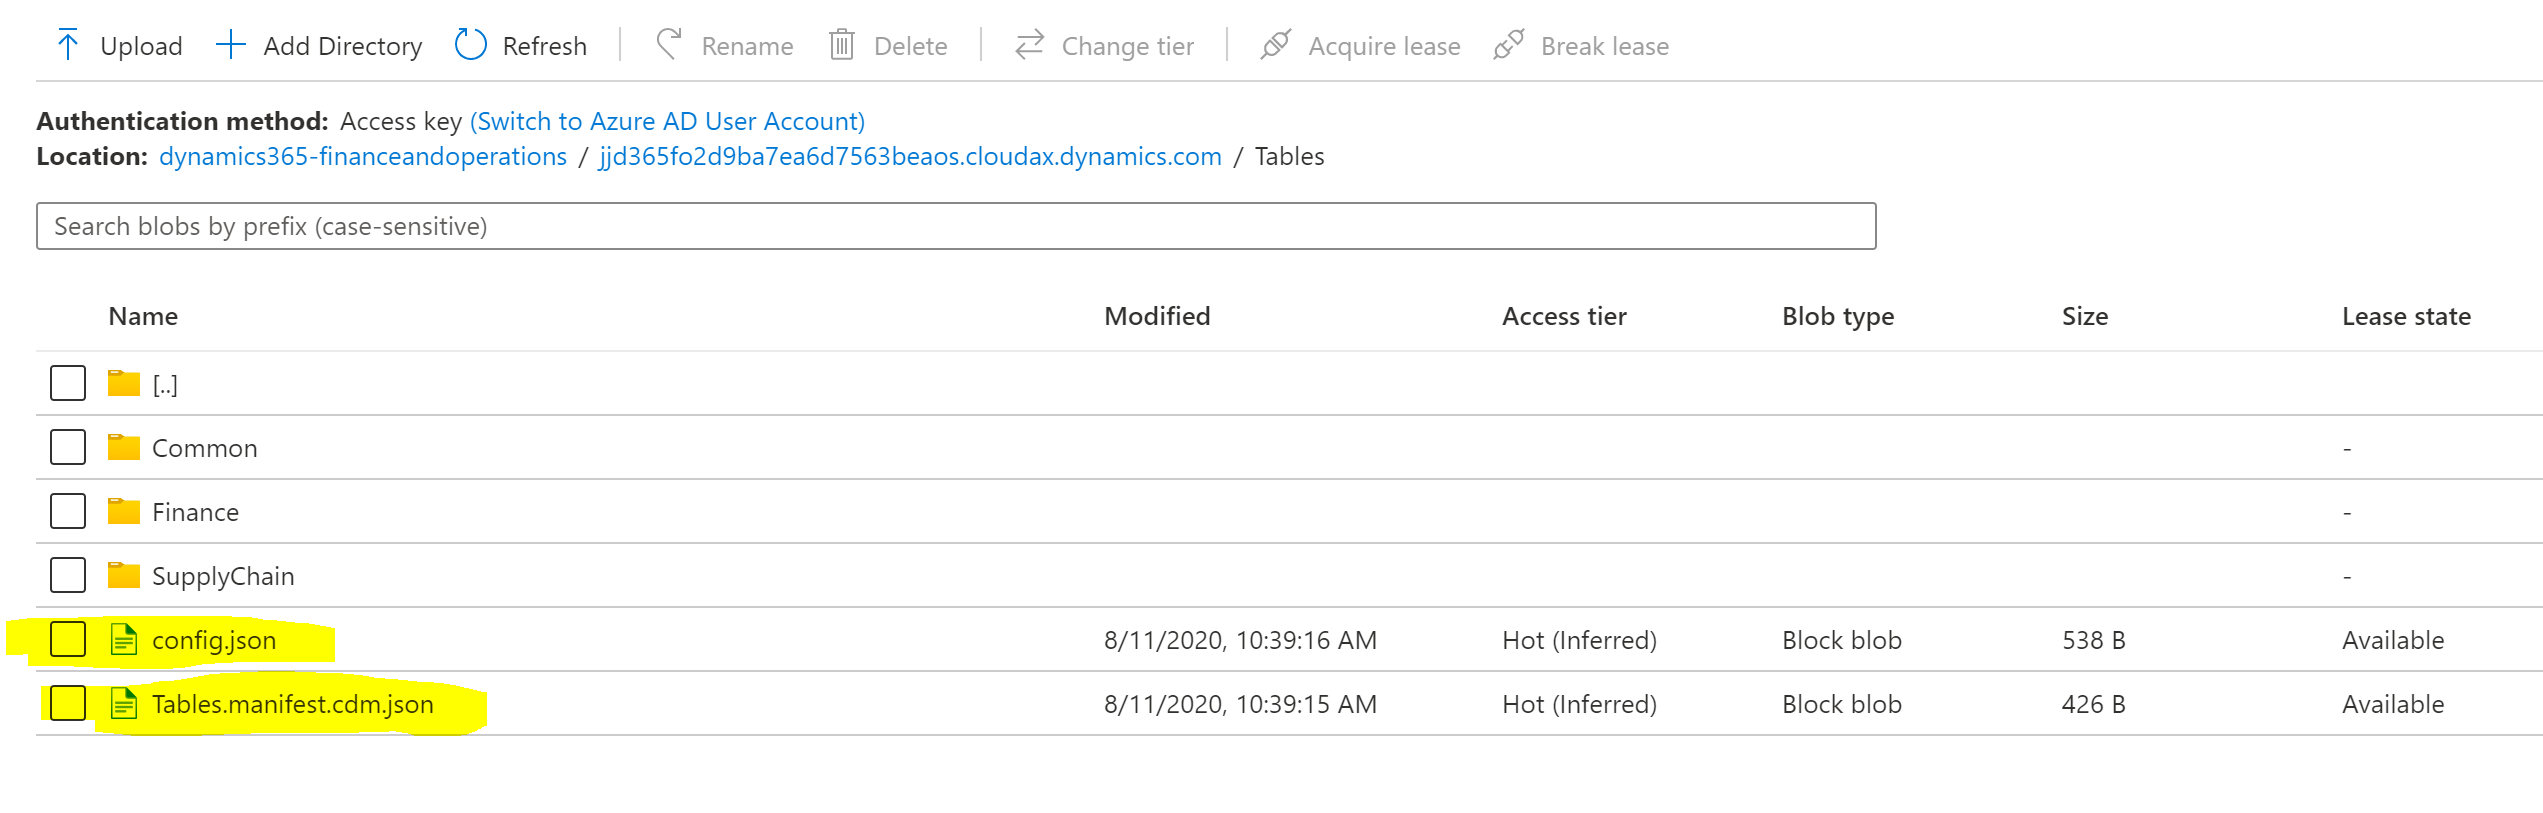 Upload Add Directory Refresh Rename Delete Change tier Acquire lease Break lease
Authentication method: Access key (Switch to Azure AD User Account)
Location: dynamics365-financeandoperations / jjd365fo2d9ba7ea6d7563beaos.cloudax.dynamics.com / Tables
Search blobs by prefix (case-sensitive)
Name Modified Access tier Blob type Size Lease state
[..]
Common -
Finance -
SupplyChain -
config.json 8/11/2020, 10:39:16 AM Hot (Inferred) Block blob 538 B Available
Tables.manifest.cdm.json 8/11/2020, 10:39:15 AM Hot (Inferred) Block blob 426 B Available